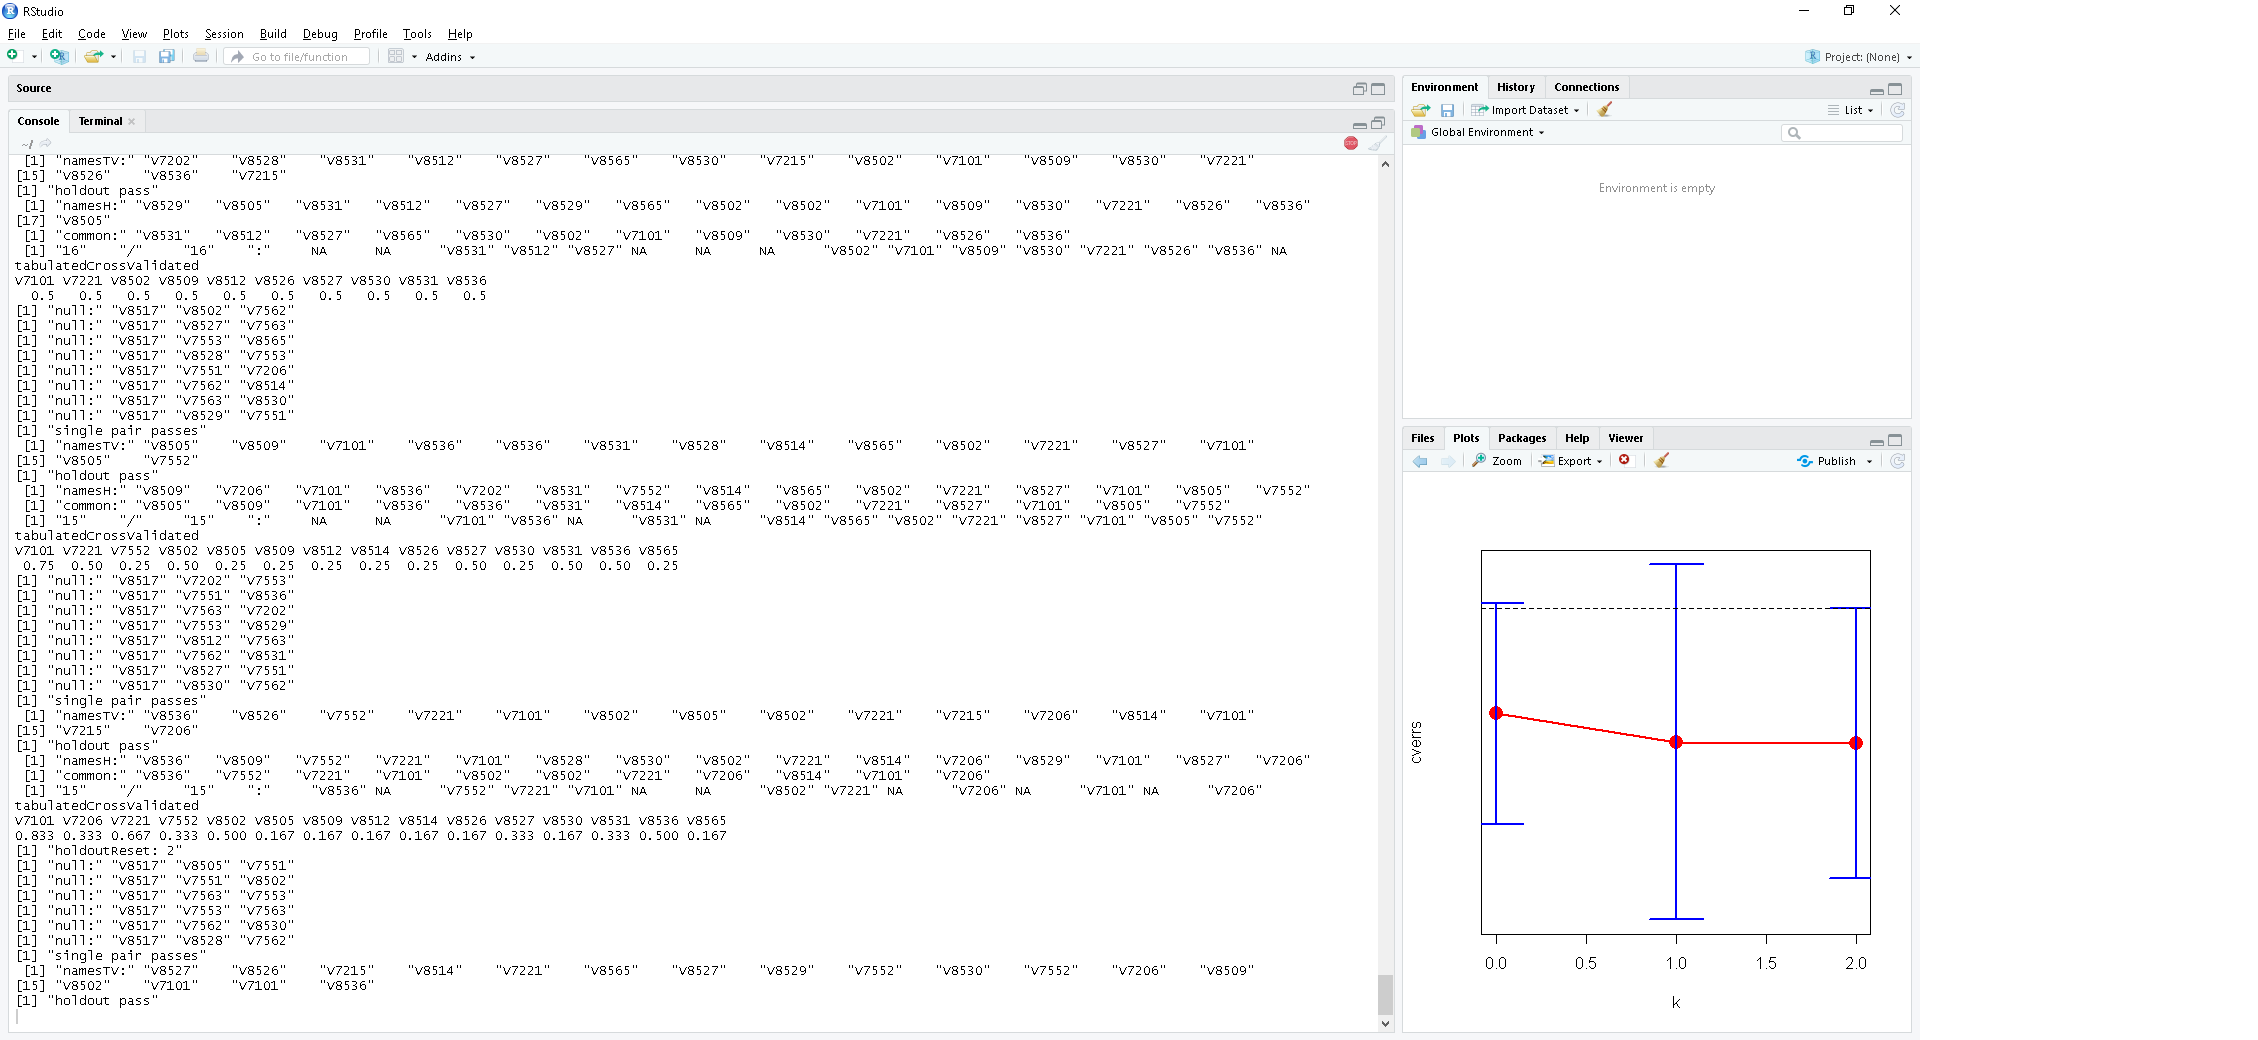 RStudio
File Edit Code View Plots Session Build Debug Profile Tools Help
Go to file/function Addins Project: (None)
Source
Console Terminal
~/
[1] "namesTV:" "V7202" "V8528" "V8531" "V8512" "V8527" "V8565" "V8530" "V7215" "V8502" "V7101" "V8509" "V8530" "V7221"
[15] "V8526" "V8536" "V7215"
[1] "holdout pass"
[1] "namesH:" "V8529" "V8505" "V8531" "V8512" "V8527" "V8529" "V8565" "V8502" "V8502" "V7101" "V8509" "V8530" "V7221" "V8526" "V8536"
[17] "V8505"
[1] "common:" "V8531" "V8512" "V8527" "V8565" "V8530" "V8502" "V7101" "V8509" "V8530" "V7221" "V8526" "V8536"
[1] "16" "/" "16" ":" NA NA "V8531" "V8512" "V8527" NA NA NA "V8502" "V7101" "V8509" "V8530" "V7221" "V8526" "V8536" NA
tabulatedCrossValidated
V7101 V7221 V8502 V8509 V8512 V8526 V8527 V8530 V8531 V8536
0.5 0.5 0.5 0.5 0.5 0.5 0.5 0.5 0.5 0.5
[1] "null:" "V8517" "V8502" "V7562"
[1] "null:" "V8517" "V8527" "V7563"
[1] "null:" "V8517" "V7553" "V8565"
[1] "null:" "V8517" "V8528" "V7553"
[1] "null:" "V8517" "V7551" "V7206"
[1] "null:" "V8517" "V7562" "V8514"
[1] "null:" "V8517" "V7563" "V8530"
[1] "null:" "V8517" "V8529" "V7551"
[1] "single pair passes"
[1] "namesTV:" "V8505" "V8509" "V7101" "V8536" "V8536" "V8531" "V8528" "V8514" "V8565" "V8502" "V7221" "V8527" "V7101"
[15] "V8505" "V7552"
[1] "holdout pass"
[1] "namesH:" "V8509" "V7206" "V7101" "V8536" "V7202" "V8531" "V7552" "V8514" "V8565" "V8502" "V7221" "V8527" "V7101" "V8505" "V7552"
[1] "common:" "V8505" "V8509" "V7101" "V8536" "V8536" "V8531" "V8514" "V8565" "V8502" "V7221" "V8527" "V7101" "V8505" "V7552"
[1] "15" "/" "15" ":" NA NA "V7101" "V8536" NA "V8531" NA "V8514" "V8565" "V8502" "V7221" "V8527" "V7101" "V8505" "V7552"
tabulatedCrossValidated
V7101 V7221 V7552 V8502 V8505 V8509 V8512 V8514 V8526 V8527 V8530 V8531 V8536 V8565
0.75 0.50 0.25 0.50 0.25 0.25 0.25 0.25 0.25 0.50 0.25 0.50 0.50 0.25
[1] "null:" "V8517" "V7202" "V7553"
[1] "null:" "V8517" "V7551" "V8536"
[1] "null:" "V8517" "V7563" "V7202"
[1] "null:" "V8517" "V7553" "V8529"
[1] "null:" "V8517" "V8512" "V7563"
[1] "null:" "V8517" "V7562" "V8531"
[1] "null:" "V8517" "V8527" "V7551"
[1] "null:" "V8517" "V8530" "V7562"
[1] "single pair passes"
[1] "namesTV:" "V8536" "V8526" "V7552" "V7221" "V7101" "V8502" "V8505" "V8502" "V7221" "V7215" "V7206" "V8514" "V7101"
[15] "V7215" "V7206"
[1] "holdout pass"
[1] "namesH:" "V8536" "V8509" "V7552" "V7221" "V7101" "V8528" "V8530" "V8502" "V7221" "V8514" "V7206" "V8529" "V7101" "V8527" "V7206"
[1] "common:" "V8536" "V7552" "V7221" "V7101" "V8502" "V8502" "V7221" "V7206" "V8514" "V7101" "V7206"
[1] "15" "/" "15" ":" "V8536" NA "V7552" "V7221" "V7101" NA NA "V8502" "V7221" NA "V7206" NA "V7101" NA "V7206"
tabulatedCrossValidated
V7101 V7206 V7221 V7552 V8502 V8505 V8509 V8512 V8514 V8526 V8527 V8530 V8531 V8536 V8565
0.833 0.333 0.667 0.333 0.500 0.167 0.167 0.167 0.167 0.167 0.333 0.167 0.333 0.500 0.167
[1] "holdoutReset: 2"
[1] "null:" "V8517" "V8505" "V7551"
[1] "null:" "V8517" "V7551" "V8502"
[1] "null:" "V8517" "V7563" "V7553"
[1] "null:" "V8517" "V7553" "V7563"
[1] "null:" "V8517" "V7562" "V8530"
[1] "null:" "V8517" "V8528" "V7562"
[1] "single pair passes"
[1] "namesTV:" "V8527" "V8526" "V7215" "V8514" "V7221" "V8565" "V8527" "V8529" "V7552" "V8530" "V7552" "V7206" "V8509"
[15] "V8502" "V7101" "V7101" "V8536"
[1] "holdout pass"
Environment History Connections
Import Dataset List
Global Environment
Environment is empty
Files Plots Packages Help Viewer
Zoom Export Publish
cverrs
0.0 0.5 1.0 1.5 2.0
k